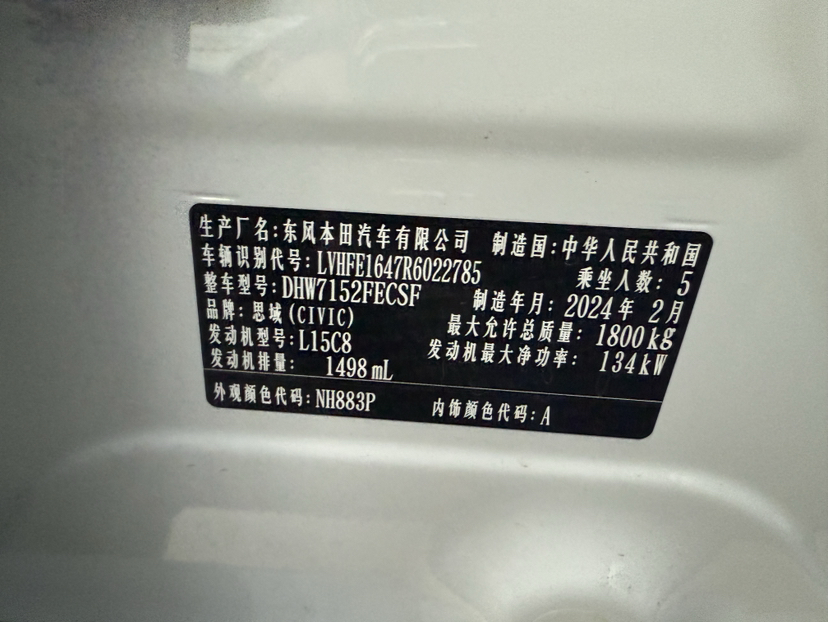 生产厂名：东风本田汽车有限公司 制造国：中华人民共和国
车辆识别代号：LVHFE1647R6022785 乘坐人数：5
整车型号：DHW7152FECSF 制造年月：2024年 2月
品牌：思域(CIVIC) 最大允许总质量：1800kg
发动机型号：L15C8 发动机最大净功率：134kW
发动机排量：1498mL
外观颜色代码：NH883P 内饰颜色代码：A